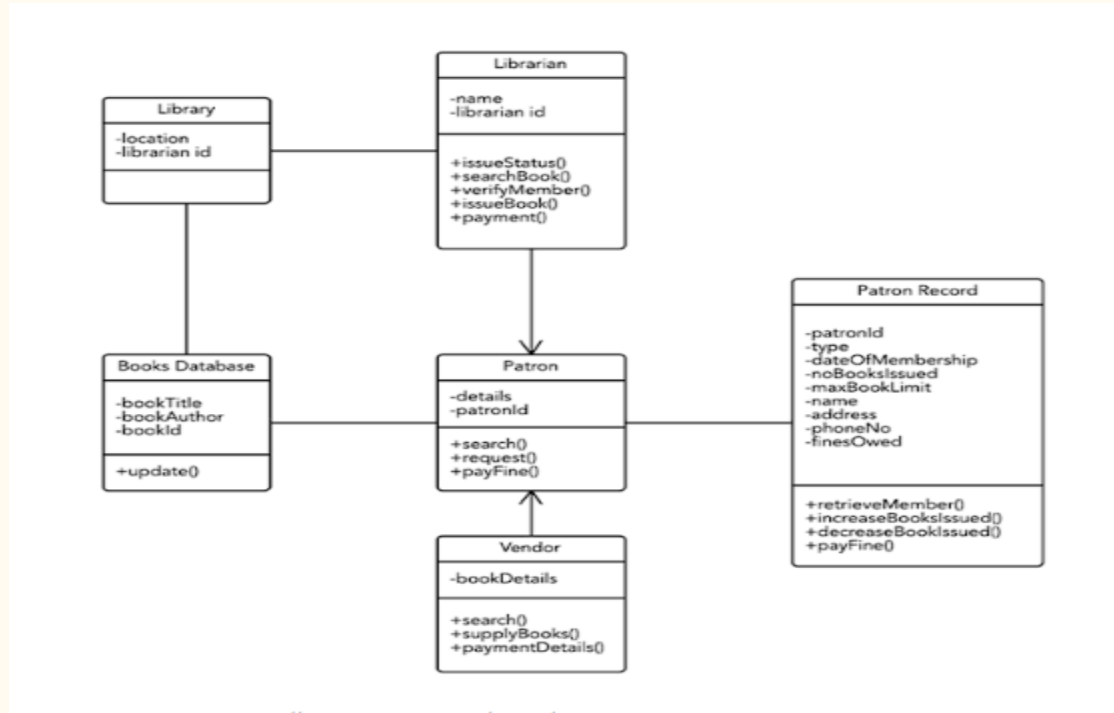 Librarian
-name
-librarian id
+issueStatus()
+searchBook()
+verifyMember()
+issueBook()
+payment()
Library
-location
-librarian id
Patron Record
-patronId
-type
-dateOfMembership
-noBooksIssued
-maxBookLimit
-name
-address
-phoneNo
-finesOwed
+retrieveMember()
+increaseBooksIssued()
+decreaseBookIssued()
+payFine()
Books Database
-bookTitle
-bookAuthor
-bookId
+update()
Patron
-details
-patronId
+search()
+request()
+payFine()
Vendor
-bookDetails
+search()
+supplyBooks()
+paymentDetails()